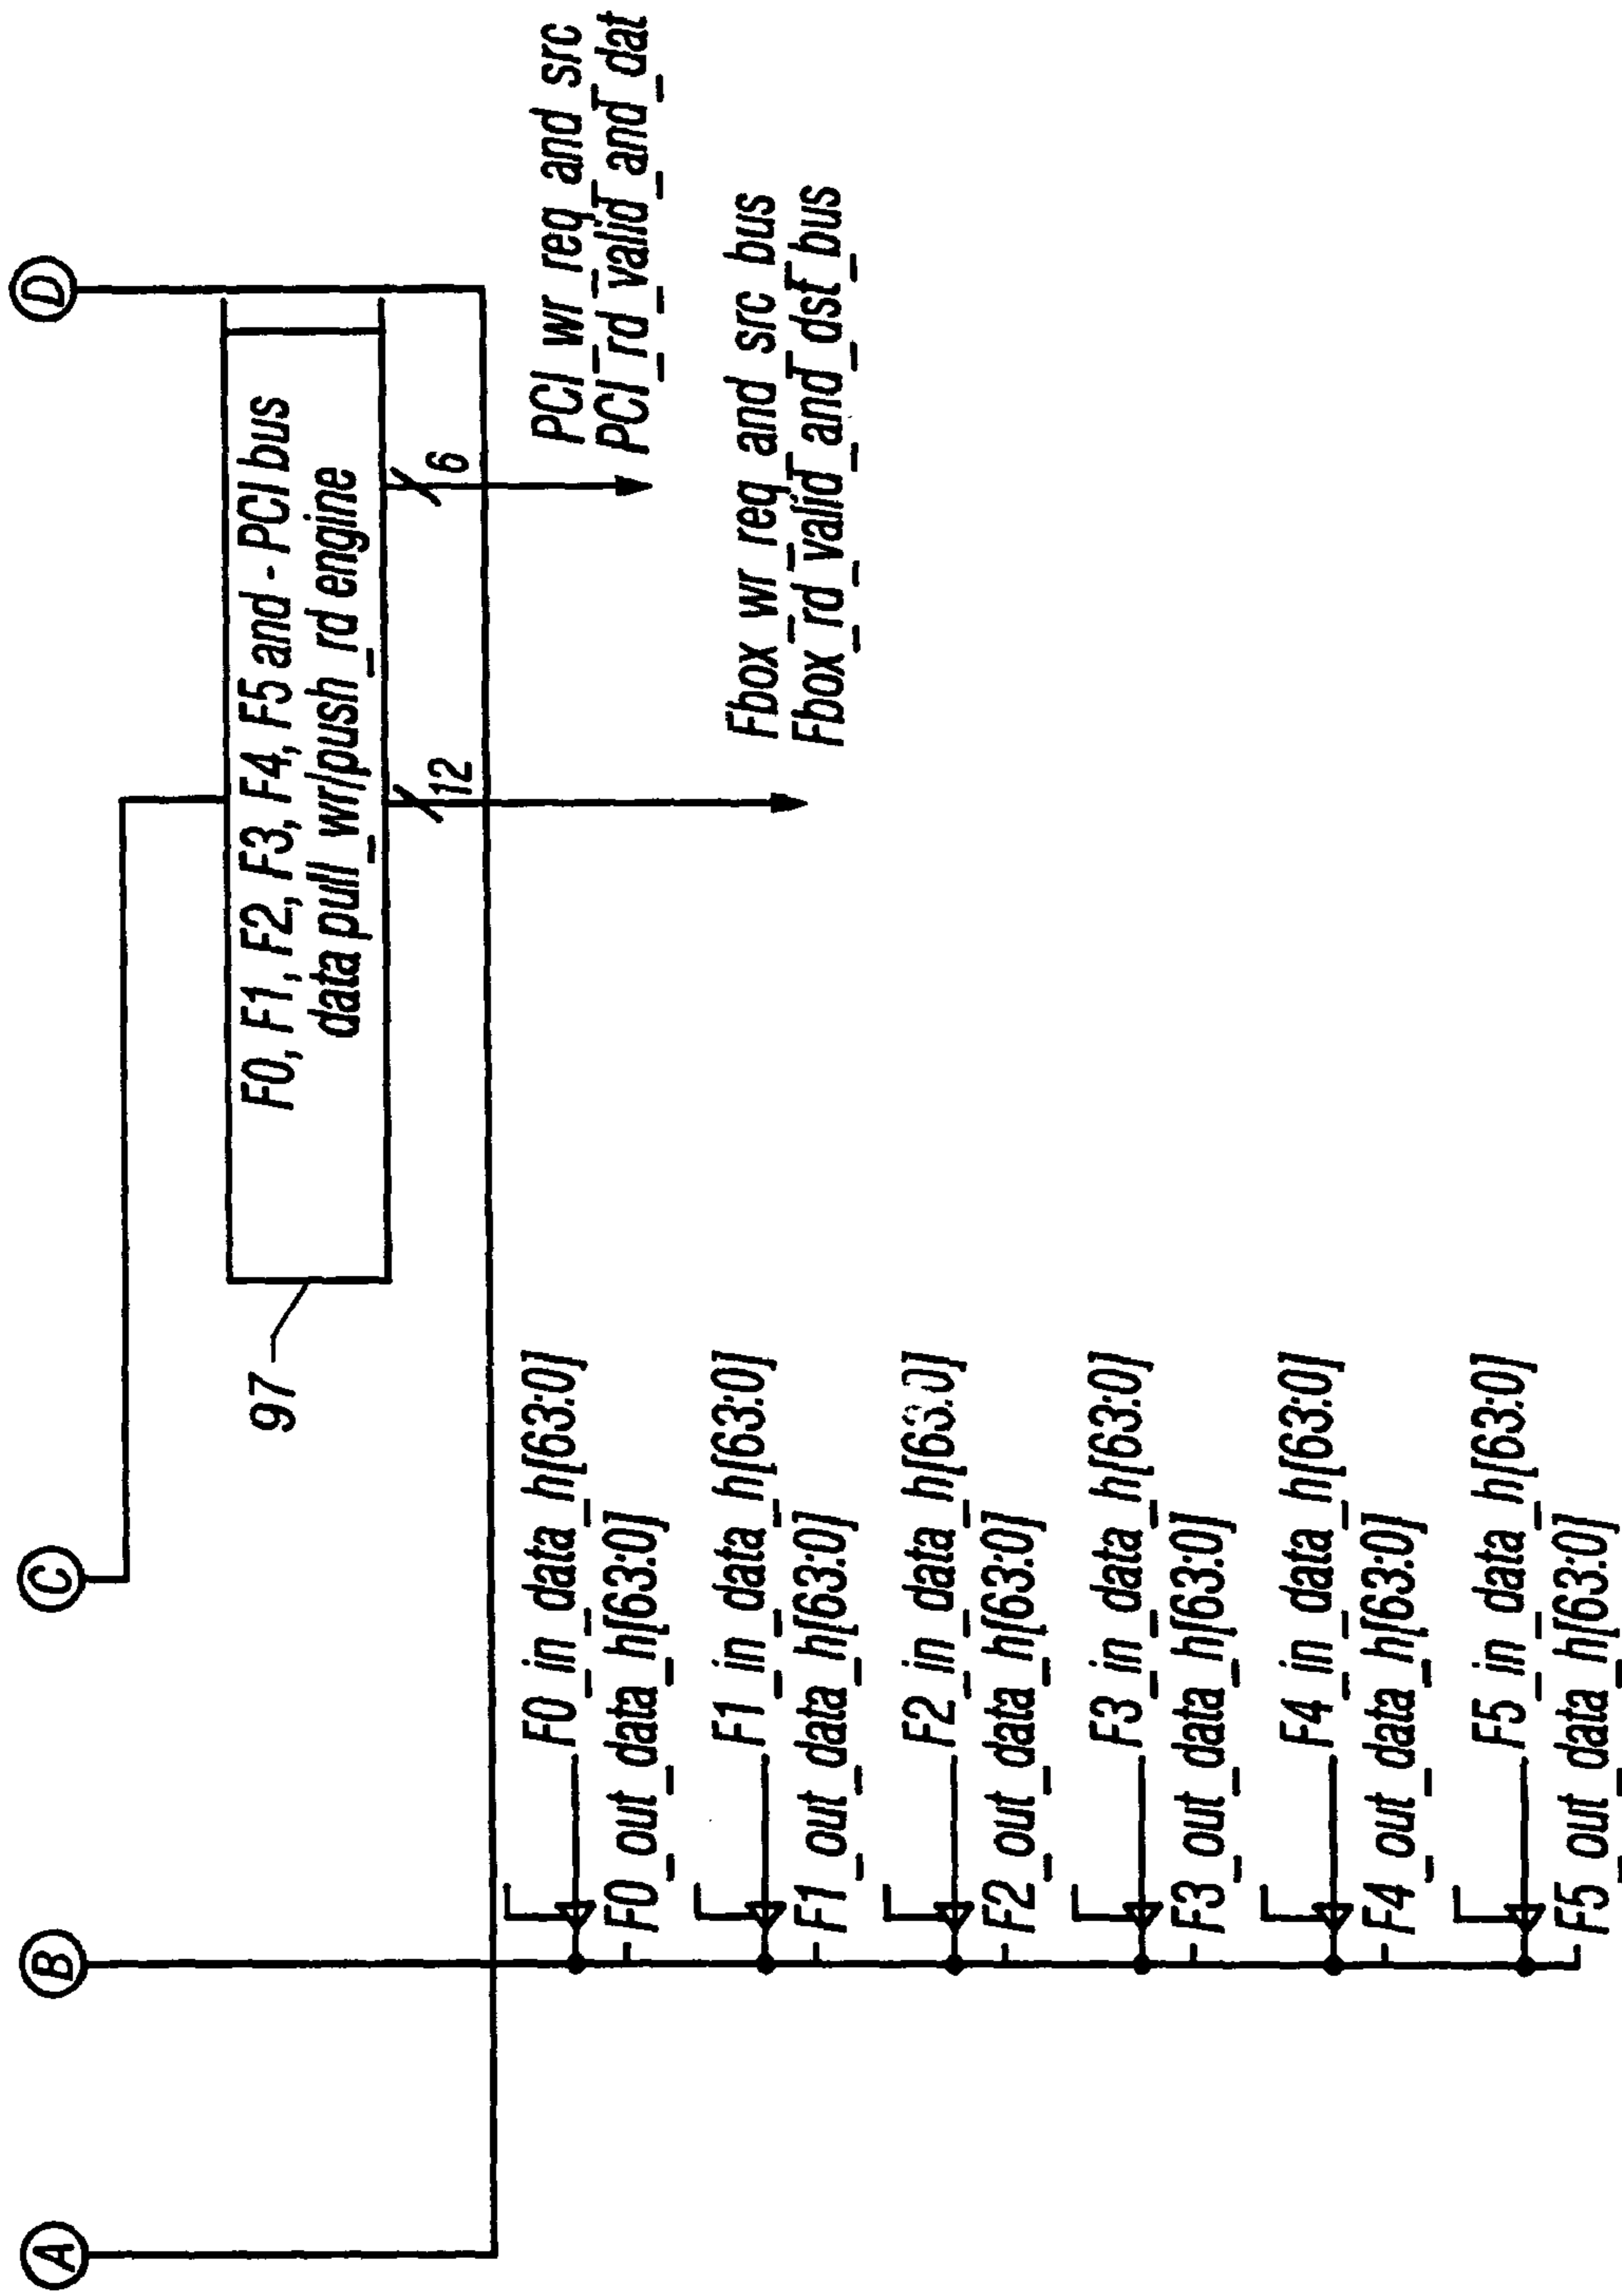 A
B
C
D
97
F0, F1, F2, F3, F4, F5 and - PCI bus
data pull_wr/push_rd engine
12
6
PCI_wr_req_and_src
PCI_rd_valid_and_dat
Fbox_wr_req_and_src_bus
Fbox_rd_valid_and_dst_bus
F0_in_data_h[63:0]
F0_out_data_h[63:0]
F1_in_data_h[63:0]
F1_out_data_h[63:0]
F2_in_data_h[63:0]
F2_out_data_h[63:0]
F3_in_data_h[63:0]
F3_out_data_h[63:0]
F4_in_data_h[63:0]
F4_out_data_h[63:0]
F5_in_data_h[63:0]
F5_out_data_h[63:0]